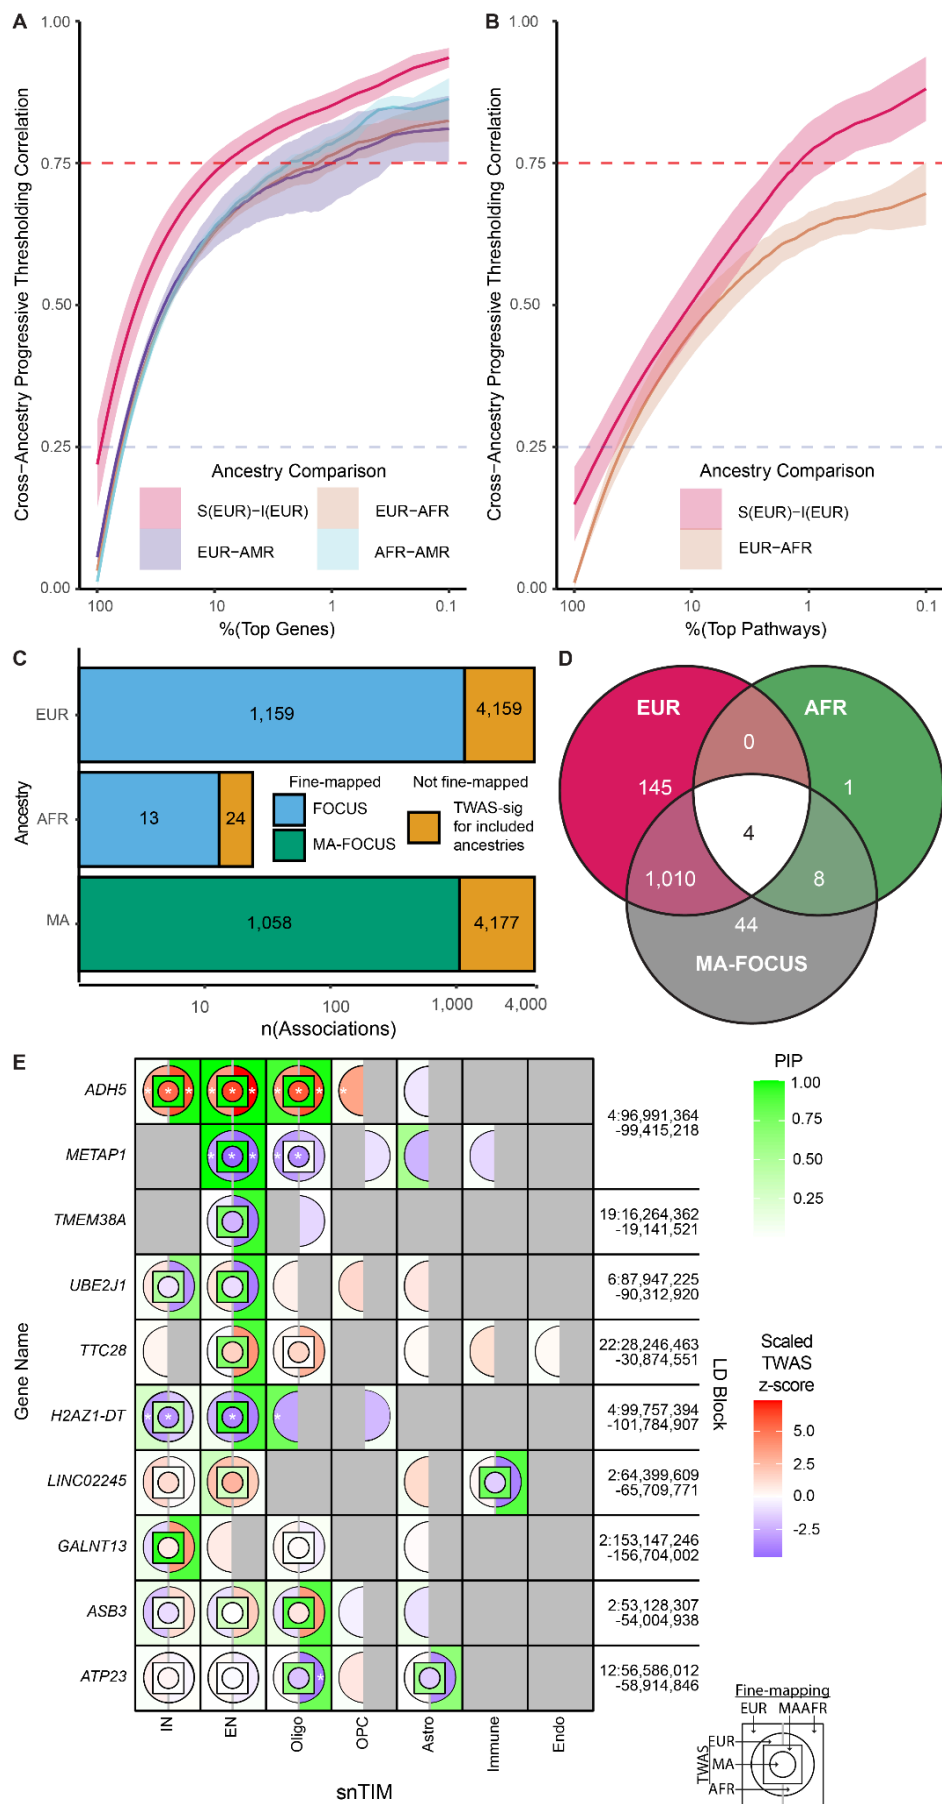 A
Cross-Ancestry Progressive Thresholding Correlation
1.00
0.75
0.50
0.25
0.00
100
10
1
0.1
%(Top Genes)
Ancestry Comparison
S(EUR)-I(EUR)
EUR-AFR
EUR-AMR
AFR-AMR
B
Cross-Ancestry Progressive Thresholding Correlation
1.00
0.75
0.50
0.25
0.00
100
10
1
0.1
%(Top Pathways)
Ancestry Comparison
S(EUR)-I(EUR)
EUR-AFR
C
Ancestry
EUR
1,159
4,159
AFR
13
24
Fine-mapped
FOCUS
MA-FOCUS
Not fine-mapped
TWAS-sig
for included
ancestries
MA
1,058
4,177
10
100
1,000
4,000
n(Associations)
D
EUR
AFR
0
145
1
4
1,010
8
44
MA-FOCUS
E
Gene Name
ADH5
METAP1
TMEM38A
UBE2J1
TTC28
H2AZ1-DT
LINC02245
GALNT13
ASB3
ATP23
* * *
* * *
* * *
*
* * *
* *
* *
*
*
*
4:96,991,364
-99,415,218
19:16,264,362
-19,141,521
6:87,947,225
-90,312,920
22:28,246,463
-30,874,551
4:99,757,394
-101,784,907
2:64,399,609
-65,709,771
2:153,147,246
-156,704,002
2:53,128,307
-54,004,938
12:56,586,012
-58,914,846
LD Block
IN
EN
Oligo
OPC
Astro
Immune
Endo
snTIM
PIP
1.00
0.75
0.50
0.25
Scaled
TWAS
z-score
5.0
2.5
0.0
-2.5
Fine-mapping
EUR MA AFR
TWAS
EUR
MA
AFR